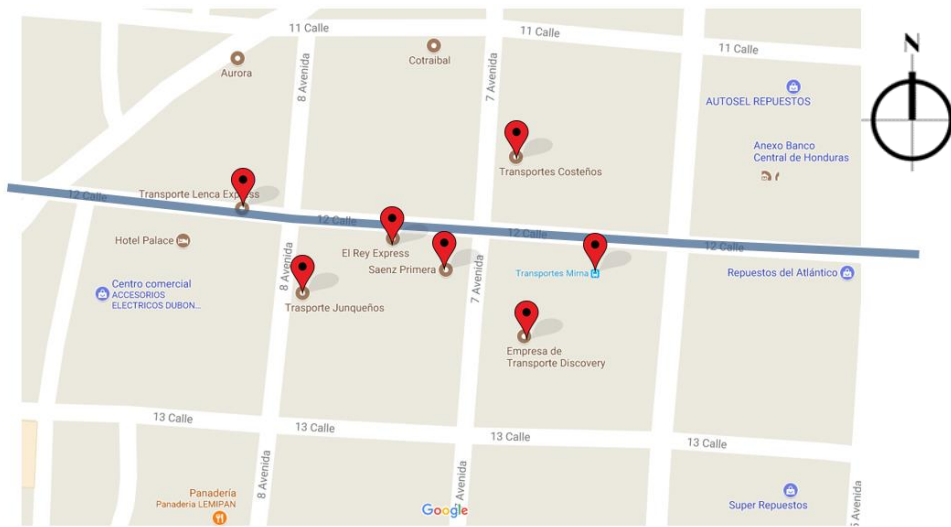 11 Calle
11 Calle
11 Calle
N
Aurora
Cotraibal
8 Avenida
7 Avenida
AUTOSEL REPUESTOS
Anexo Banco
Central de Honduras
Transportes Costeños
12 Calle
Transporte Lenca Express
12 Calle
12 Calle
12 Calle
Hotel Palace
El Rey Express
Saenz Primera
8 Avenida
7 Avenida
Transportes Mirna
Repuestos del Atlántico
Centro comercial
ACCESORIOS
ELECTRICOS DUBON...
Trasporte Junqueños
Empresa de
Transporte Discovery
13 Calle
13 Calle
13 Calle
13 Calle
8 Avenida
Avenida
Avenida
Panadería
Panaderia LEMIPAN
Google
Super Repuestos